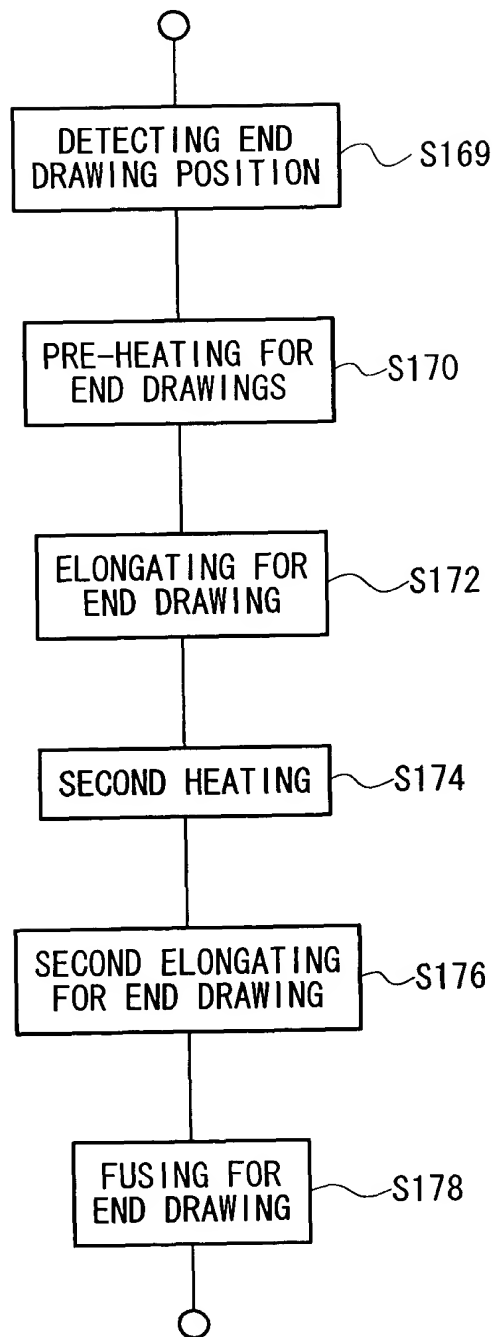 DETECTING END
DRAWING POSITION
S169
PRE-HEATING FOR
END DRAWINGS
S170
ELONGATING FOR
END DRAWING
S172
SECOND HEATING
S174
SECOND ELONGATING
FOR END DRAWING
S176
FUSING FOR
END DRAWING
S178